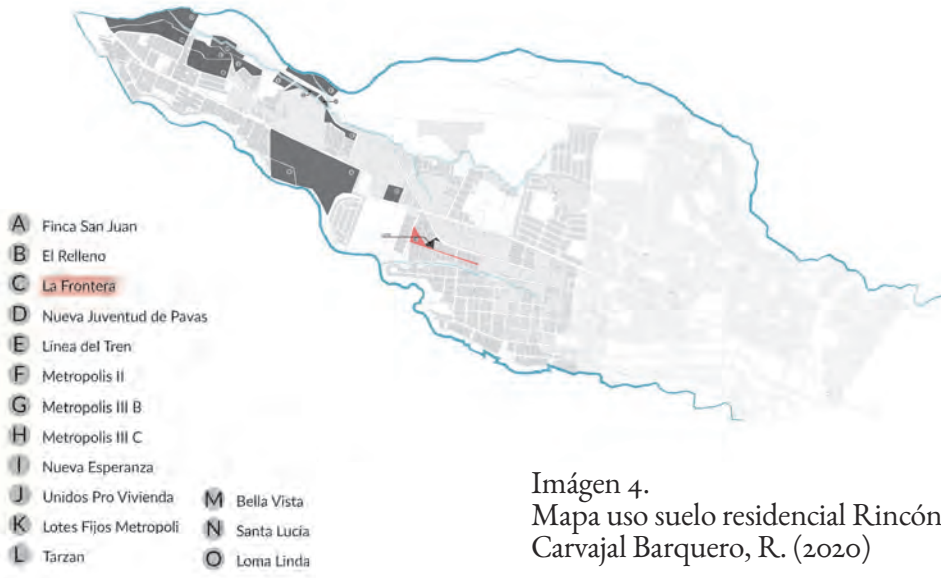 A Finca San Juan
B El Relleno
C La Frontera
D Nueva Juventud de Pavas
E Línea del Tren
F Metropolis II
G Metropolis III B
H Metropolis III C
I Nueva Esperanza
J Unidos Pro Vivienda
K Lotes Fijos Metropoli
L Tarzan
M Bella Vista
N Santa Lucía
O Loma Linda
Imágen 4.
Mapa uso suelo residencial Rincón
Carvajal Barquero, R. (2020)